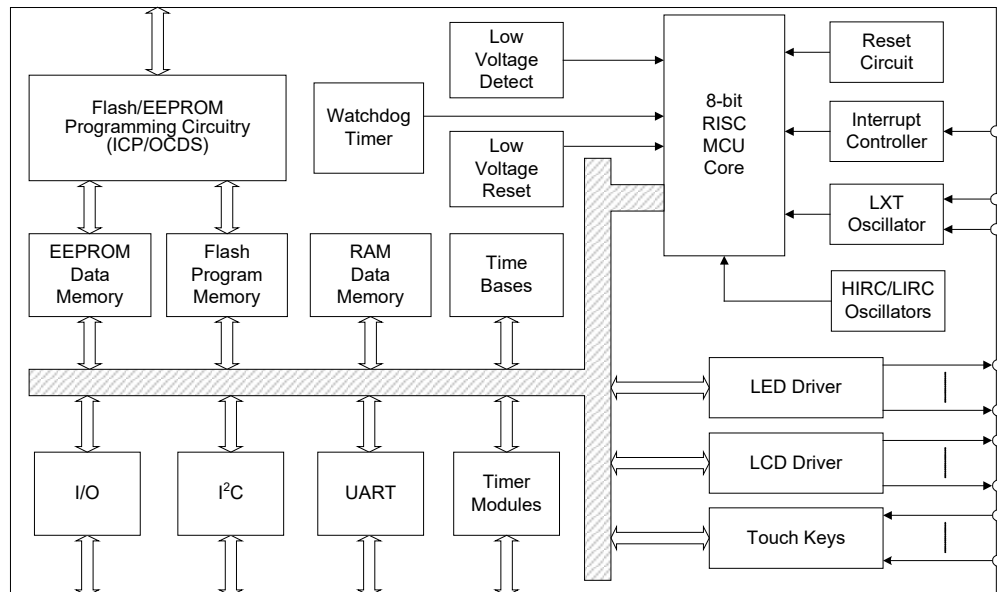 Low
Voltage
Detect
Reset
Circuit
Flash/EEPROM
Programming Circuitry
(ICP/OCDS)
Watchdog
Timer
8-bit
RISC
MCU
Core
Interrupt
Controller
Low
Voltage
Reset
LXT
Oscillator
EEPROM
Data
Memory
Flash
Program
Memory
RAM
Data
Memory
Time
Bases
HIRC/LIRC
Oscillators
LED Driver
LCD Driver
I/O
I²C
UART
Timer
Modules
Touch Keys